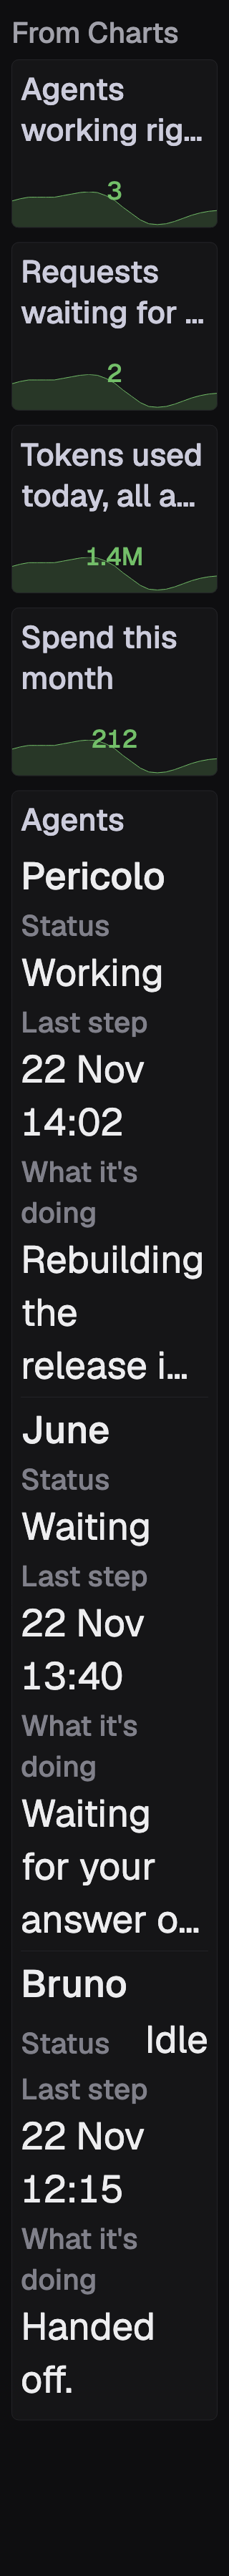 From Charts
Agents
working rig...
3
Requests
waiting for ...
2
Tokens used
today, all a...
1.4M
Spend this
month
212
Agents
Pericolo
Status
Working
Last step
22 Nov
14:02
What it's
doing
Rebuilding
the
release i...
June
Status
Waiting
Last step
22 Nov
13:40
What it's
doing
Waiting
for your
answer o...
Bruno
Status Idle
Last step
22 Nov
12:15
What it's
doing
Handed
off.